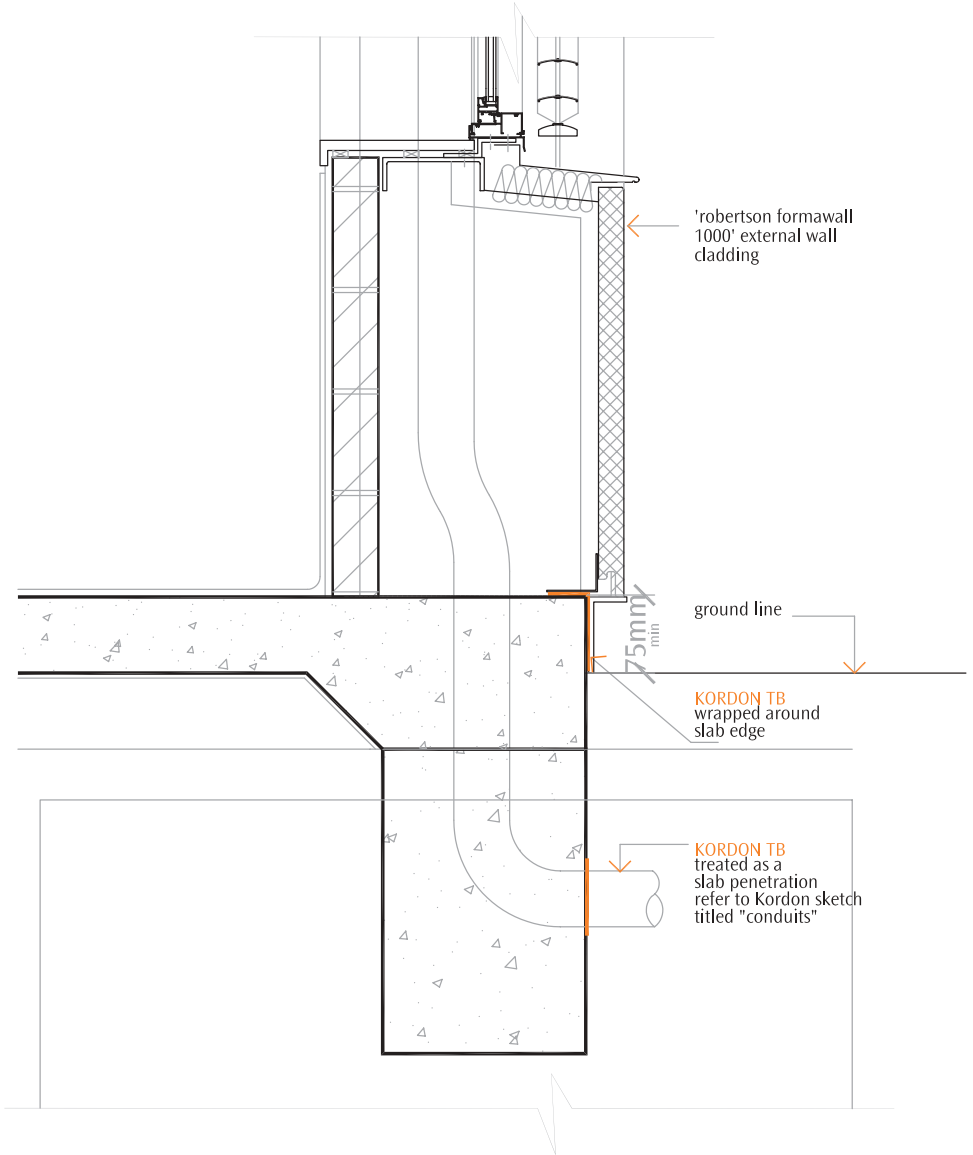 'robertson formawall
1000' external wall
cladding
75mm
min
ground line
KORDON TB
wrapped around
slab edge
KORDON TB
treated as a
slab penetration
refer to Kordon sketch
titled "conduits"